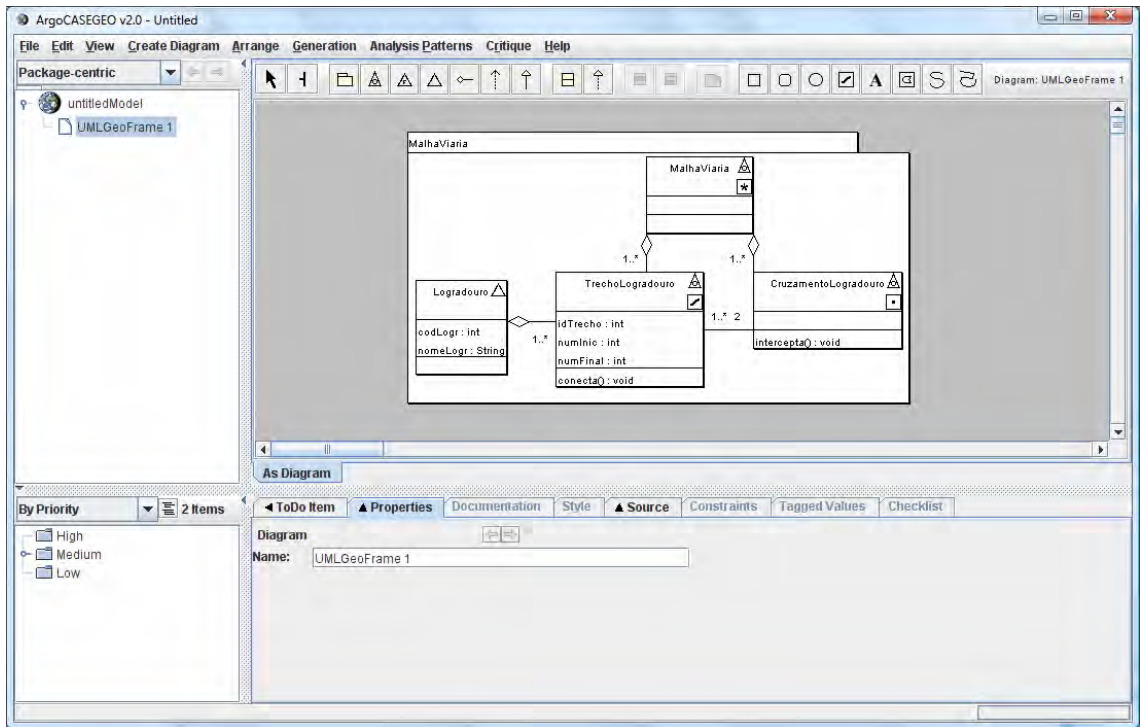 ArgoCASEGEO v2.0 - Untitled
File Edit View Create Diagram Arrange Generation Analysis Patterns Critique Help
Package-centric
A
Diagram: UMLGeoFrame 1
untitledModel
UMLGeoFrame 1
MalhaViaria
MalhaViaria
*
1..*
1..*
Logradouro
codLogr : int
nomeLogr : String
1..*
TrechoLogradouro
idTrecho : int
numInic : int
numFinal : int
conecta() : void
1..* 2
CruzamentoLogradouro
intercepta() : void
As Diagram
By Priority
2 Items
High
Medium
Low
ToDo Item
Properties
Documentation
Style
Source
Constraints
Tagged Values
Checklist
Diagram
Name:
UMLGeoFrame 1